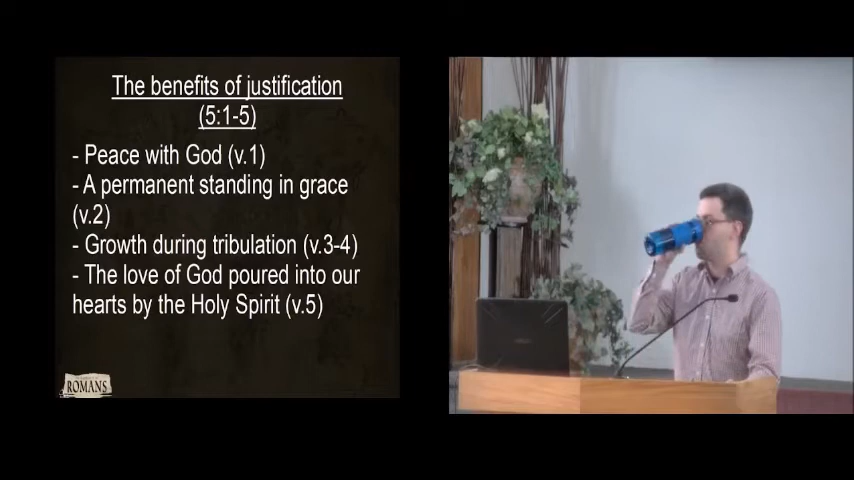 The benefits of justification
(5:1-5)
- Peace with God (v.1)
- A permanent standing in grace
(v.2)
- Growth during tribulation (v.3-4)
- The love of God poured into our
hearts by the Holy Spirit (v.5)
ROMANS